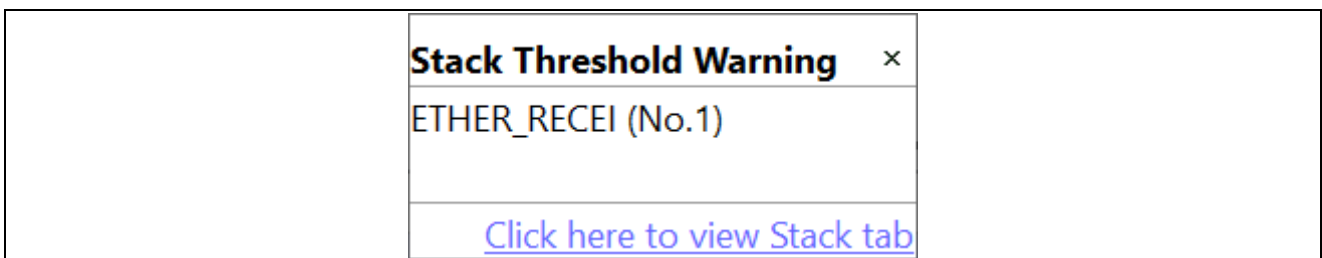 Stack Threshold Warning ×
ETHER_RECEI (No.1)
Click here to view Stack tab